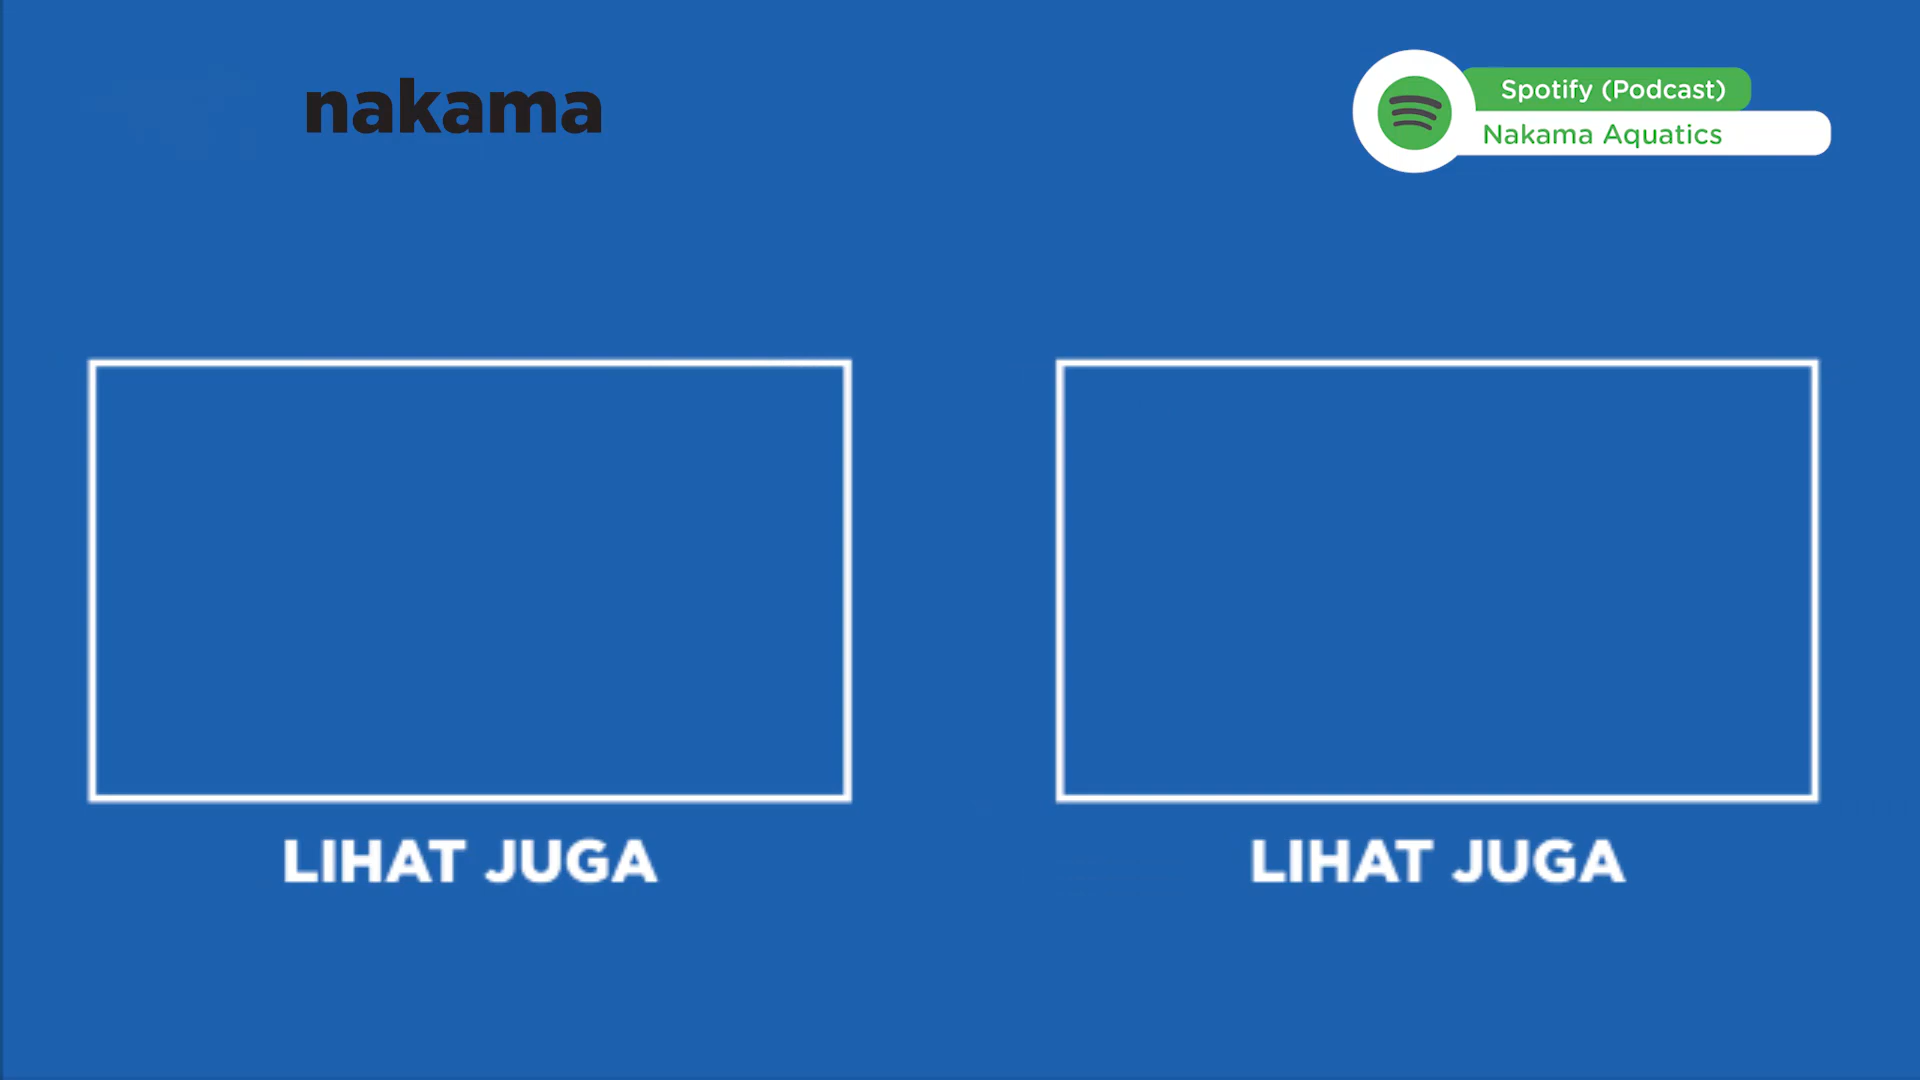 nakama
Spotify (Podcast)
Nakama Aquatics
LIHAT JUGA
LIHAT JUGA